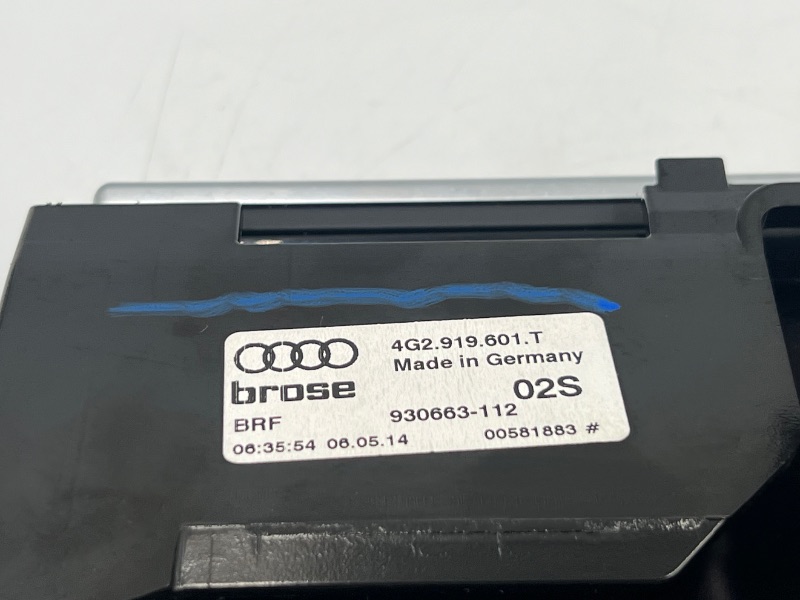 4G2.919.601.T
Made in Germany
brose
02S
BRF
930663-112
06:35:54 06.05.14
00581883 #